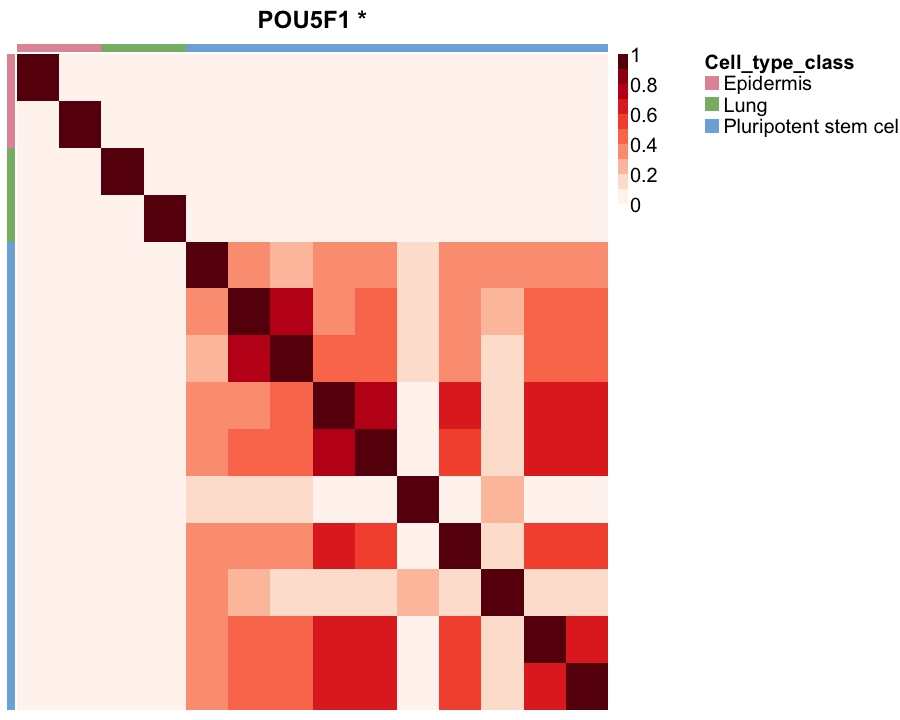 POU5F1 *
1
0.8
0.6
0.4
0.2
0
Cell_type_class
Epidermis
Lung
Pluripotent stem cel